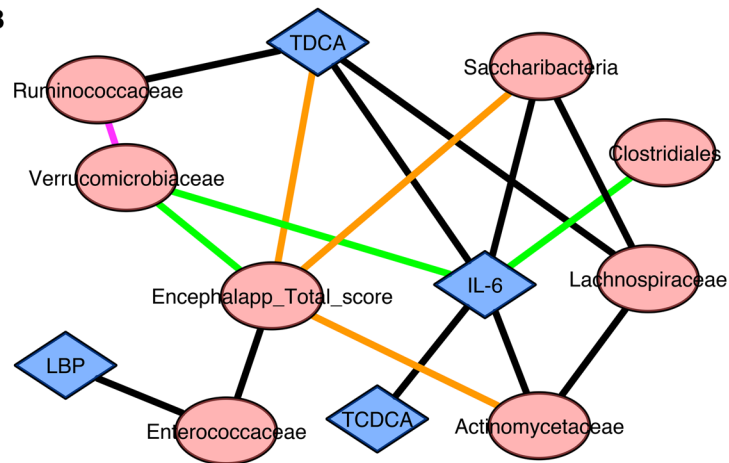 B
TDCA
Saccharibacteria
Ruminococcaceae
Clostridiales
Verrucomicrobiaceae
Lachnospiraceae
IL-6
Encephalapp_Total_score
LBP
TCDCA
Actinomycetaceae
Enterococcaceae